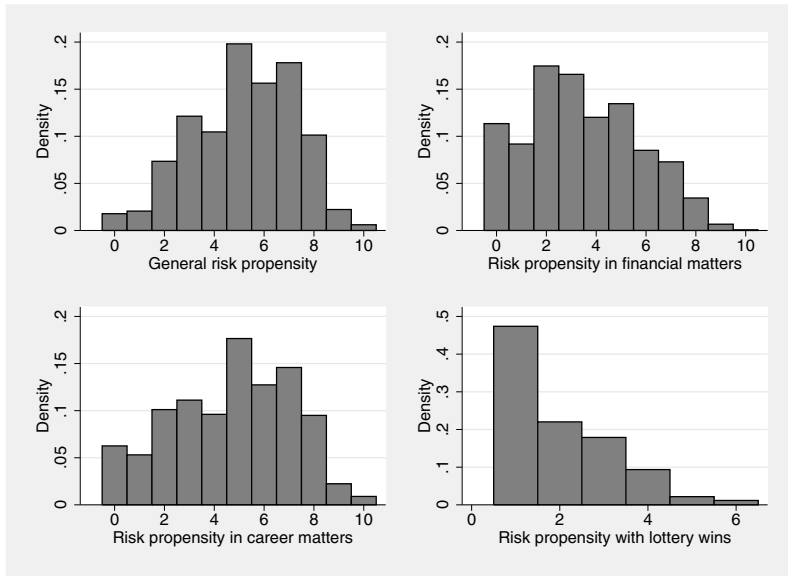 .2
.15
.1
.05
0
Density
0 2 4 6 8 10
General risk propensity
.2
.15
.1
.05
0
Density
0 2 4 6 8 10
Risk propensity in financial matters
.2
.15
.1
.05
0
Density
0 2 4 6 8 10
Risk propensity in career matters
.5
.4
.3
.2
.1
0
Density
0 2 4 6
Risk propensity with lottery wins